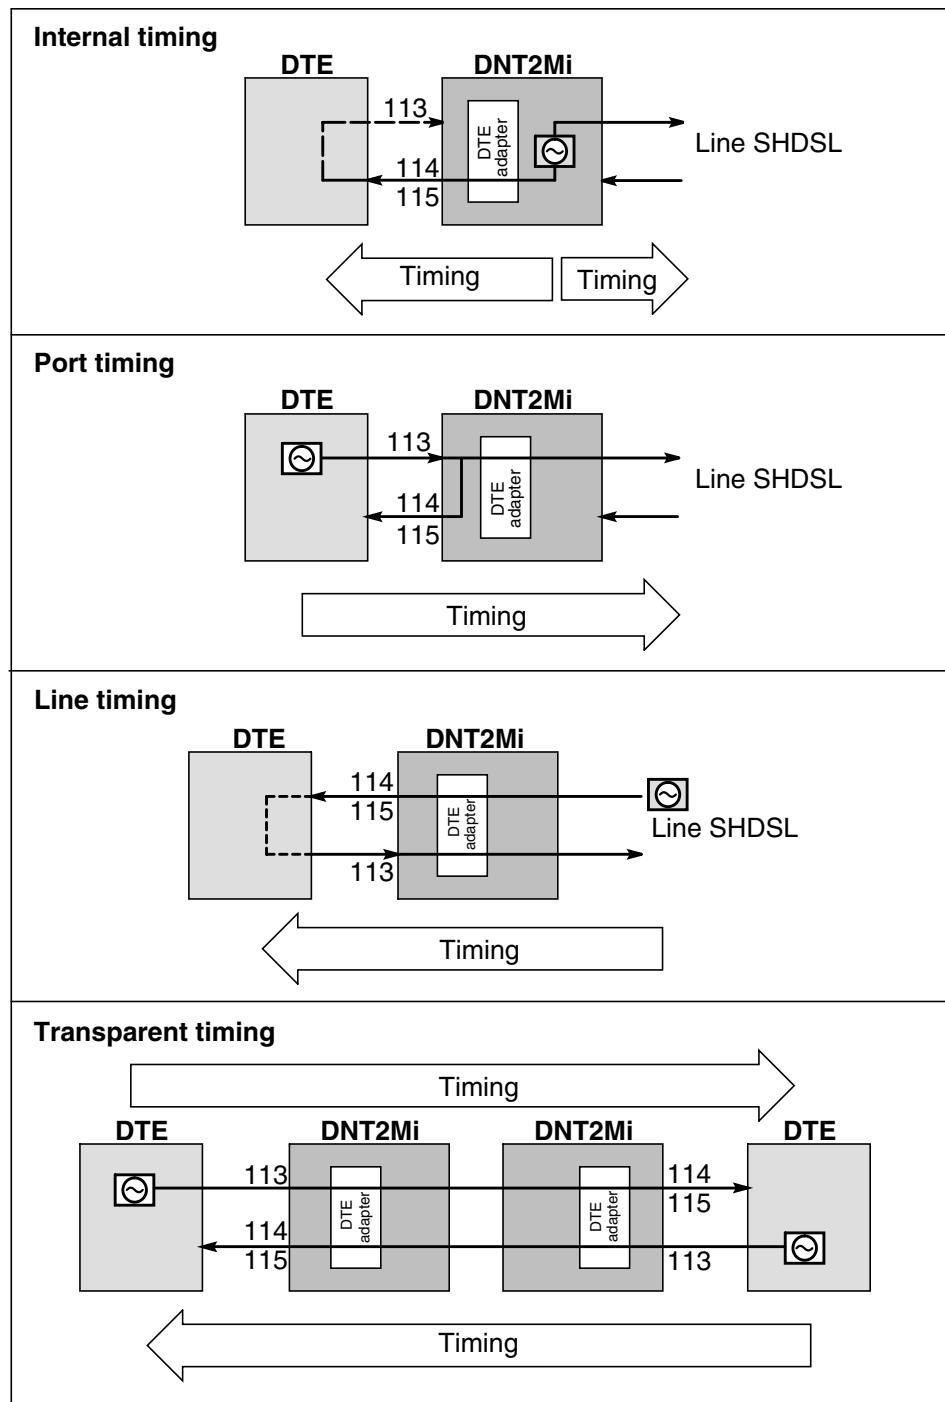 Internal timing
DTE DNT2Mi
113
DTE adapter
Line SHDSL
114
115
Timing Timing
Port timing
DTE DNT2Mi
113
Line SHDSL
114
DTE adapter
115
Timing
Line timing
DTE DNT2Mi
114
115
DTE adapter
Line SHDSL
113
Timing
Transparent timing
Timing
DTE DNT2Mi DNT2Mi DTE
113 114
DTE adapter DTE adapter
115
114
115 113
Timing